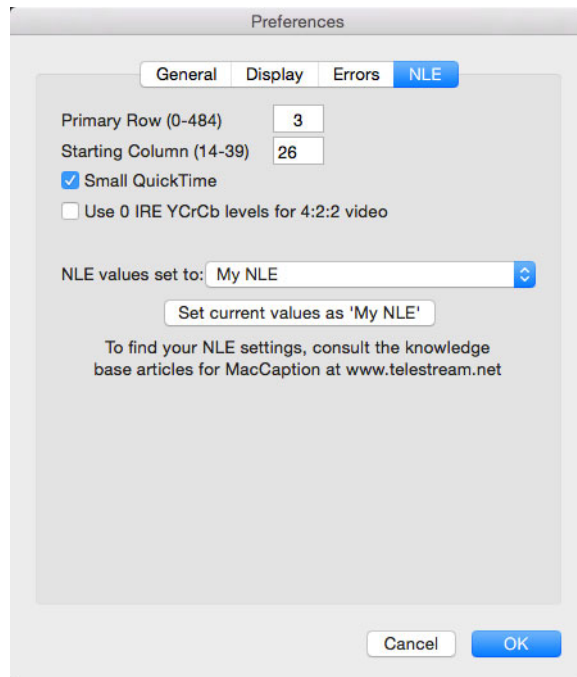 Preferences
General Display Errors NLE
Primary Row (0-484) 3
Starting Column (14-39) 26
Small QuickTime
Use 0 IRE YCrCb levels for 4:2:2 video
NLE values set to: My NLE
Set current values as 'My NLE'
To find your NLE settings, consult the knowledge
base articles for MacCaption at www.telestream.net
Cancel OK